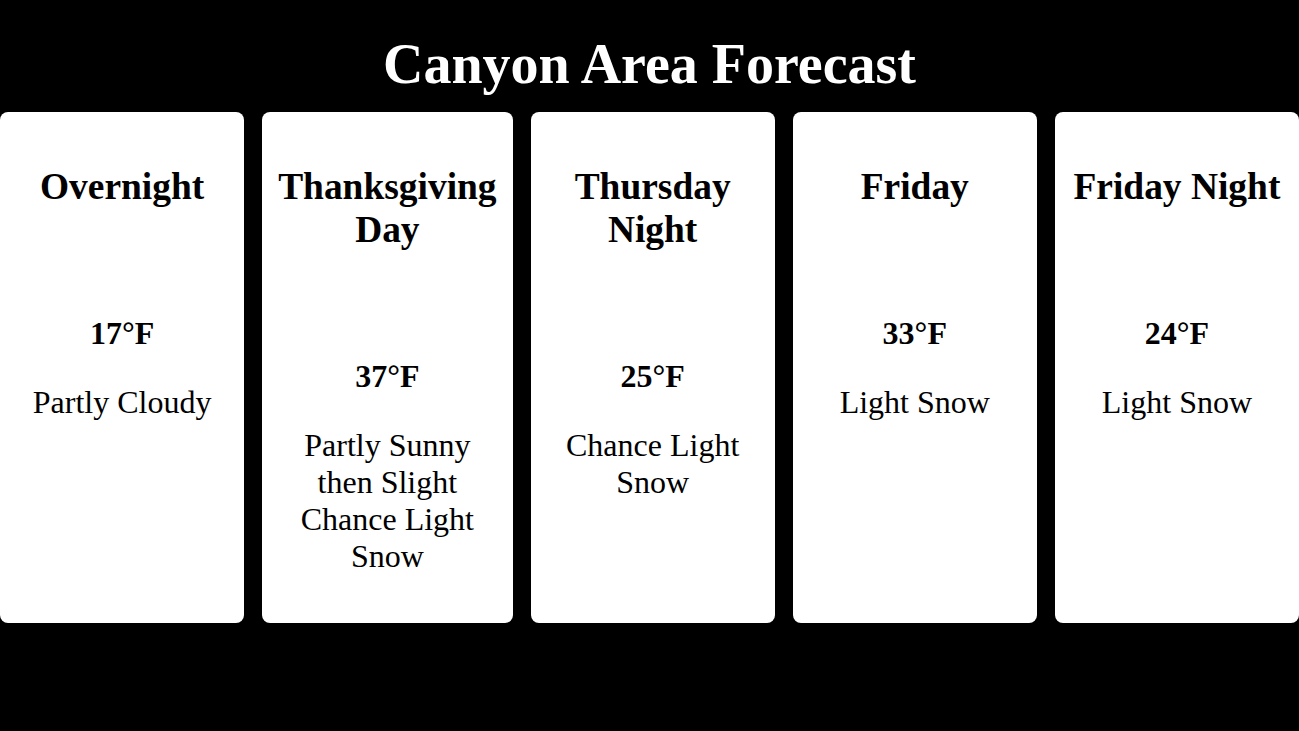 Canyon Area Forecast
Overnight
17°F
Partly Cloudy
Thanksgiving
Day
37°F
Partly Sunny
then Slight
Chance Light
Snow
Thursday
Night
25°F
Chance Light
Snow
Friday
33°F
Light Snow
Friday Night
24°F
Light Snow